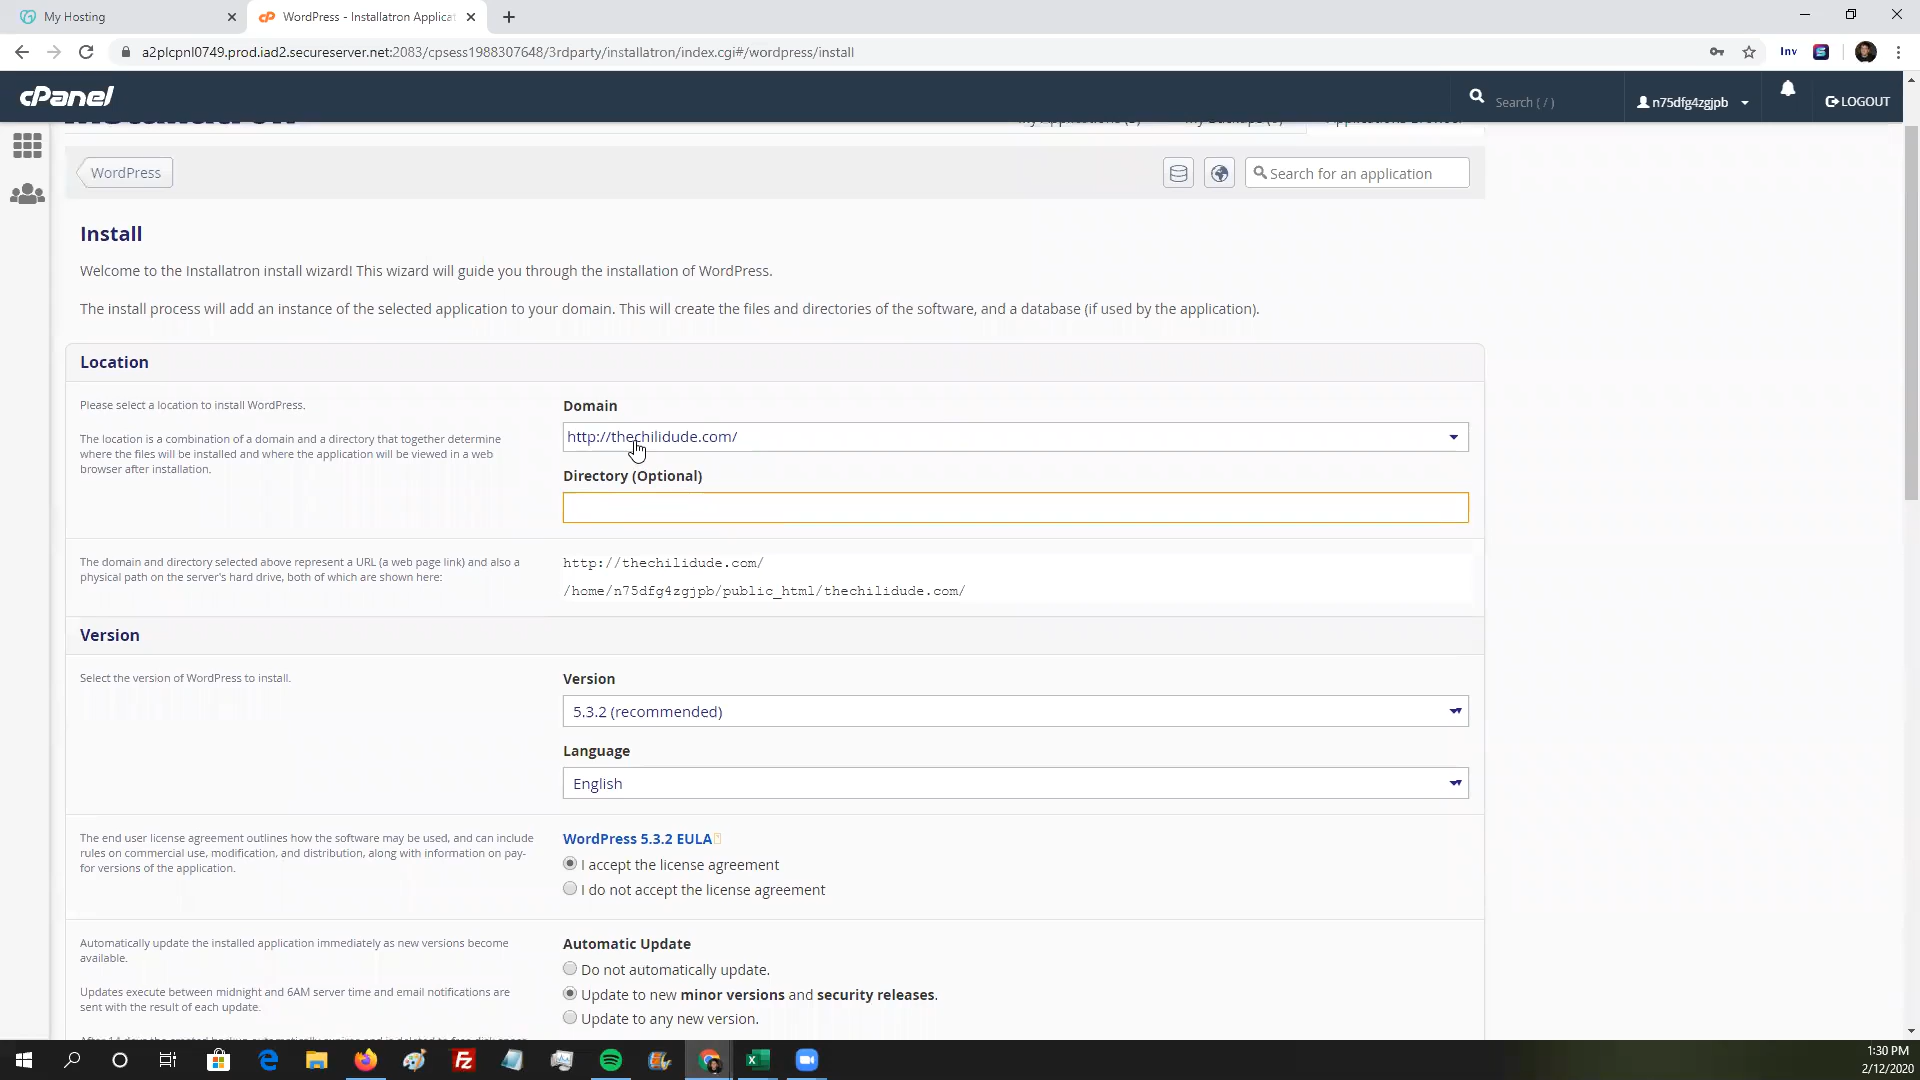 My Hosting
WordPress - Installatron Applicat
a2plcpnl0749.prod.iad2.secureserver.net:2083/cpsess1988307648/3rdparty/installatron/index.cgi#/wordpress/install
Inv
cPanel
Search ( / )
n75dfg4zgjpb
LOGOUT
WordPress
Search for an application
Install
Welcome to the Installatron install wizard! This wizard will guide you through the installation of WordPress.
The install process will add an instance of the selected application to your domain. This will create the files and directories of the software, and a database (if used by the application).
Location
Please select a location to install WordPress.
The location is a combination of a domain and a directory that together determine
where the files will be installed and where the application will be viewed in a web
browser after installation.
Domain
http://thechilidude.com/
Directory (Optional)
The domain and directory selected above represent a URL (a web page link) and also a
physical path on the server's hard drive, both of which are shown here:
http://thechilidude.com/
/home/n75dfg4zgjpb/public_html/thechilidude.com/
Version
Select the version of WordPress to install.
Version
5.3.2 (recommended)
Language
English
The end user license agreement outlines how the software may be used, and can include
rules on commercial use, modification, and distribution, along with information on pay-
for versions of the application.
WordPress 5.3.2 EULA
I accept the license agreement
I do not accept the license agreement
Automatically update the installed application immediately as new versions become
available.
Updates execute between midnight and 6AM server time and email notifications are
sent with the result of each update.
Automatic Update
Do not automatically update.
Update to new minor versions and security releases.
Update to any new version.
1:30 PM
2/12/2020